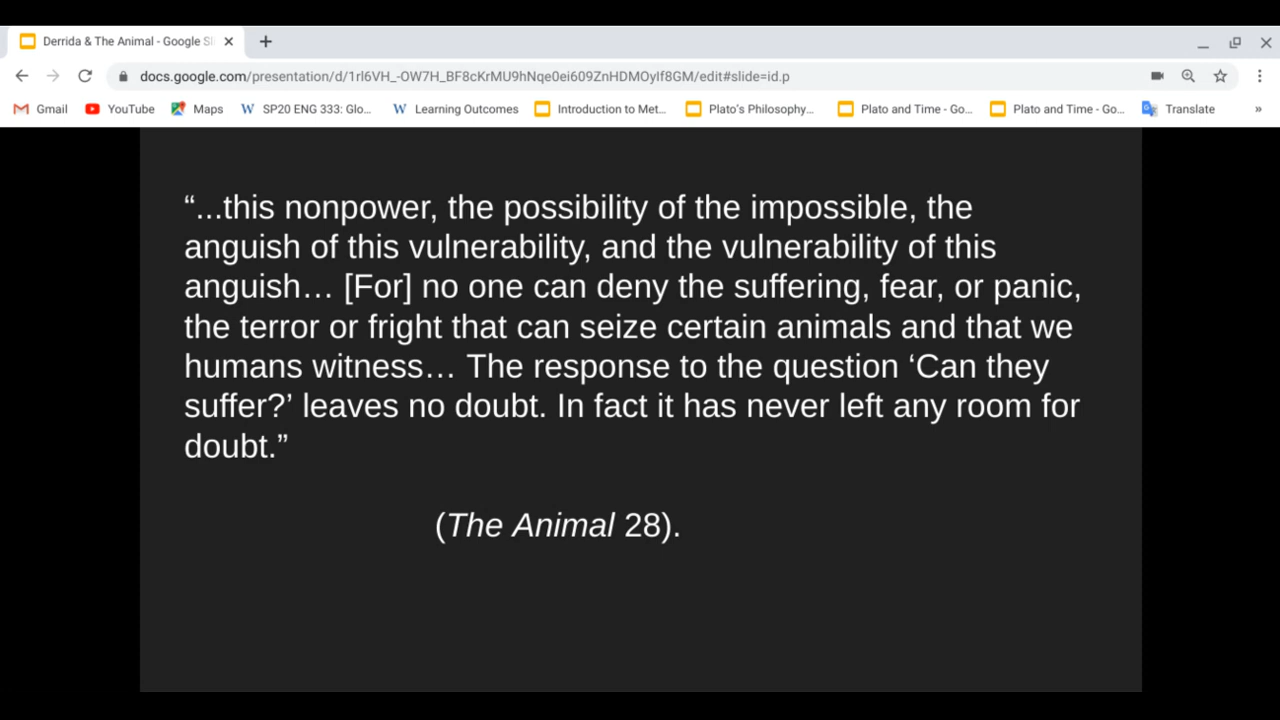 Derrida & The Animal - Google Sl
docs.google.com/presentation/d/1rl6VH_-OW7H_BF8cKrMU9hNqe0ei609ZnHDMOylf8GM/edit#slide=id.p
Gmail YouTube Maps SP20 ENG 333: Glo... Learning Outcomes Introduction to Met... Plato's Philosophy... Plato and Time - Go... Plato and Time - Go... Translate »
“...this nonpower, the possibility of the impossible, the
anguish of this vulnerability, and the vulnerability of this
anguish… [For] no one can deny the suffering, fear, or panic,
the terror or fright that can seize certain animals and that we
humans witness… The response to the question ‘Can they
suffer?’ leaves no doubt. In fact it has never left any room for
doubt.”
(The Animal 28).